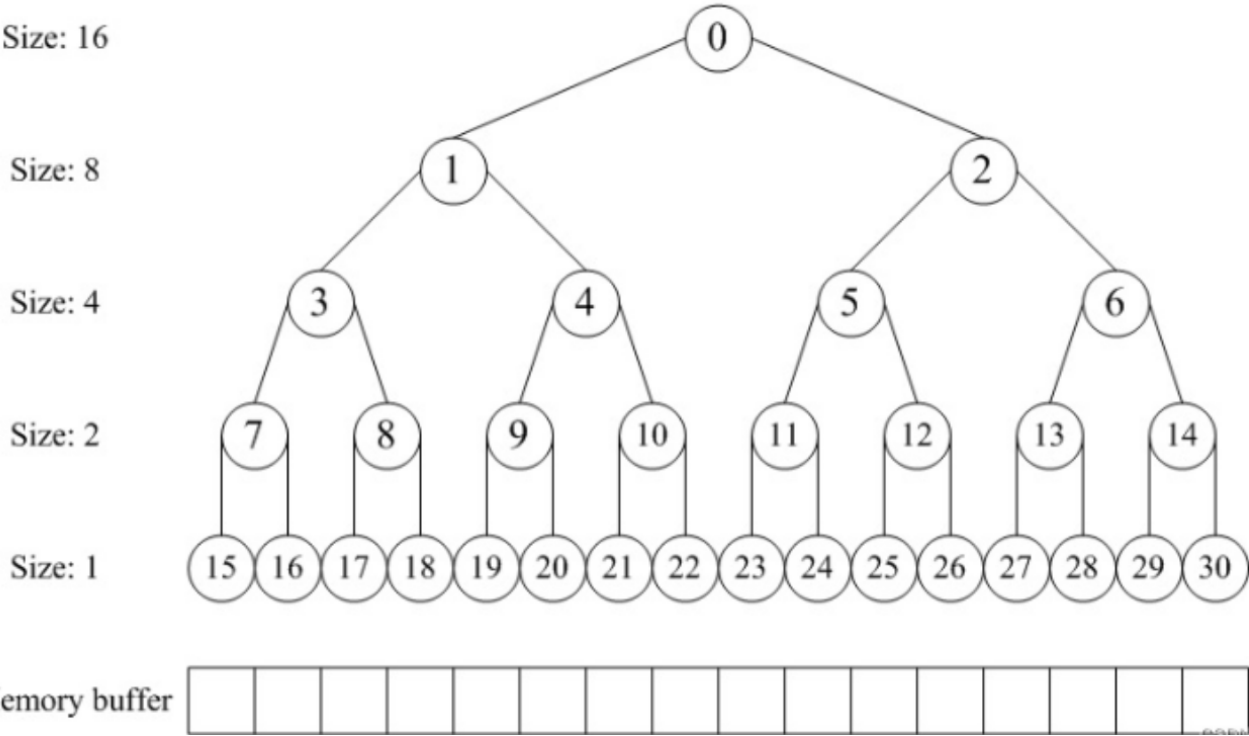 Size: 16 0
Size: 8 1 2
Size: 4 3 4 5 6
Size: 2 7 8 9 10 11 12 13 14
Size: 1 15 16 17 18 19 20 21 22 23 24 25 26 27 28 29 30
emory buffer